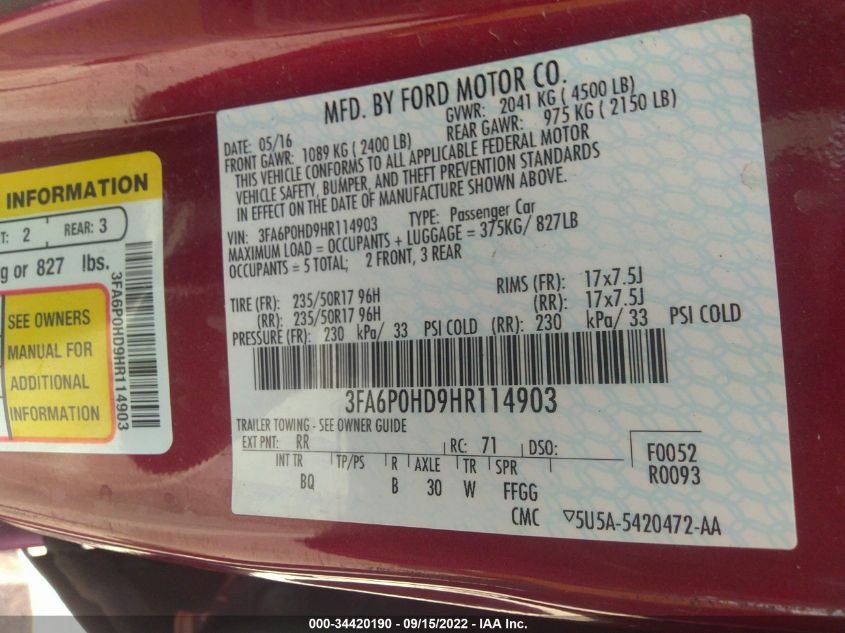 INFORMATION
T: 2 REAR: 3
g or 827 lbs.
SEE OWNERS
MANUAL FOR
ADDITIONAL
INFORMATION
3FA6P0HD9HR114903
MFD. BY FORD MOTOR CO.
DATE: 05/16 GVWR: 2041 KG ( 4500 LB)
FRONT GAWR: 1089 KG ( 2400 LB) REAR GAWR: 975 KG ( 2150 LB)
THIS VEHICLE CONFORMS TO ALL APPLICABLE FEDERAL MOTOR
VEHICLE SAFETY, BUMPER, AND THEFT PREVENTION STANDARDS
IN EFFECT ON THE DATE OF MANUFACTURE SHOWN ABOVE.
VIN: 3FA6P0HD9HR114903 TYPE: Passenger Car
MAXIMUM LOAD = OCCUPANTS + LUGGAGE = 375KG/ 827LB
OCCUPANTS = 5 TOTAL; 2 FRONT, 3 REAR
TIRE (FR): 235/50R17 96H RIMS (FR): 17x7.5J
(RR): 235/50R17 96H (RR): 17x7.5J
PRESSURE (FR): 230 kPa/ 33 PSI COLD (RR): 230 kPa/ 33 PSI COLD
3FA6P0HD9HR114903
TRAILER TOWING - SEE OWNER GUIDE
EXT PNT: RR RC: 71 DSO: F0052
INT TR TP/PS R AXLE TR SPR R0093
BQ B 30 W FFGG
CMC ▽5U5A-5420472-AA
000-34420190 - 09/15/2022 - IAA Inc.